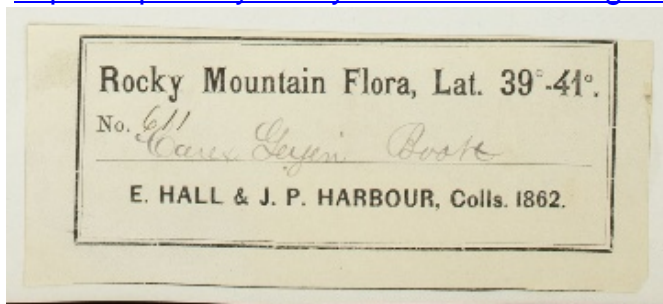 Rocky Mountain Flora, Lat. 39°-41°.
No. 611
Carex Geyeri Boott
E. HALL & J. P. HARBOUR, Colls. 1862.